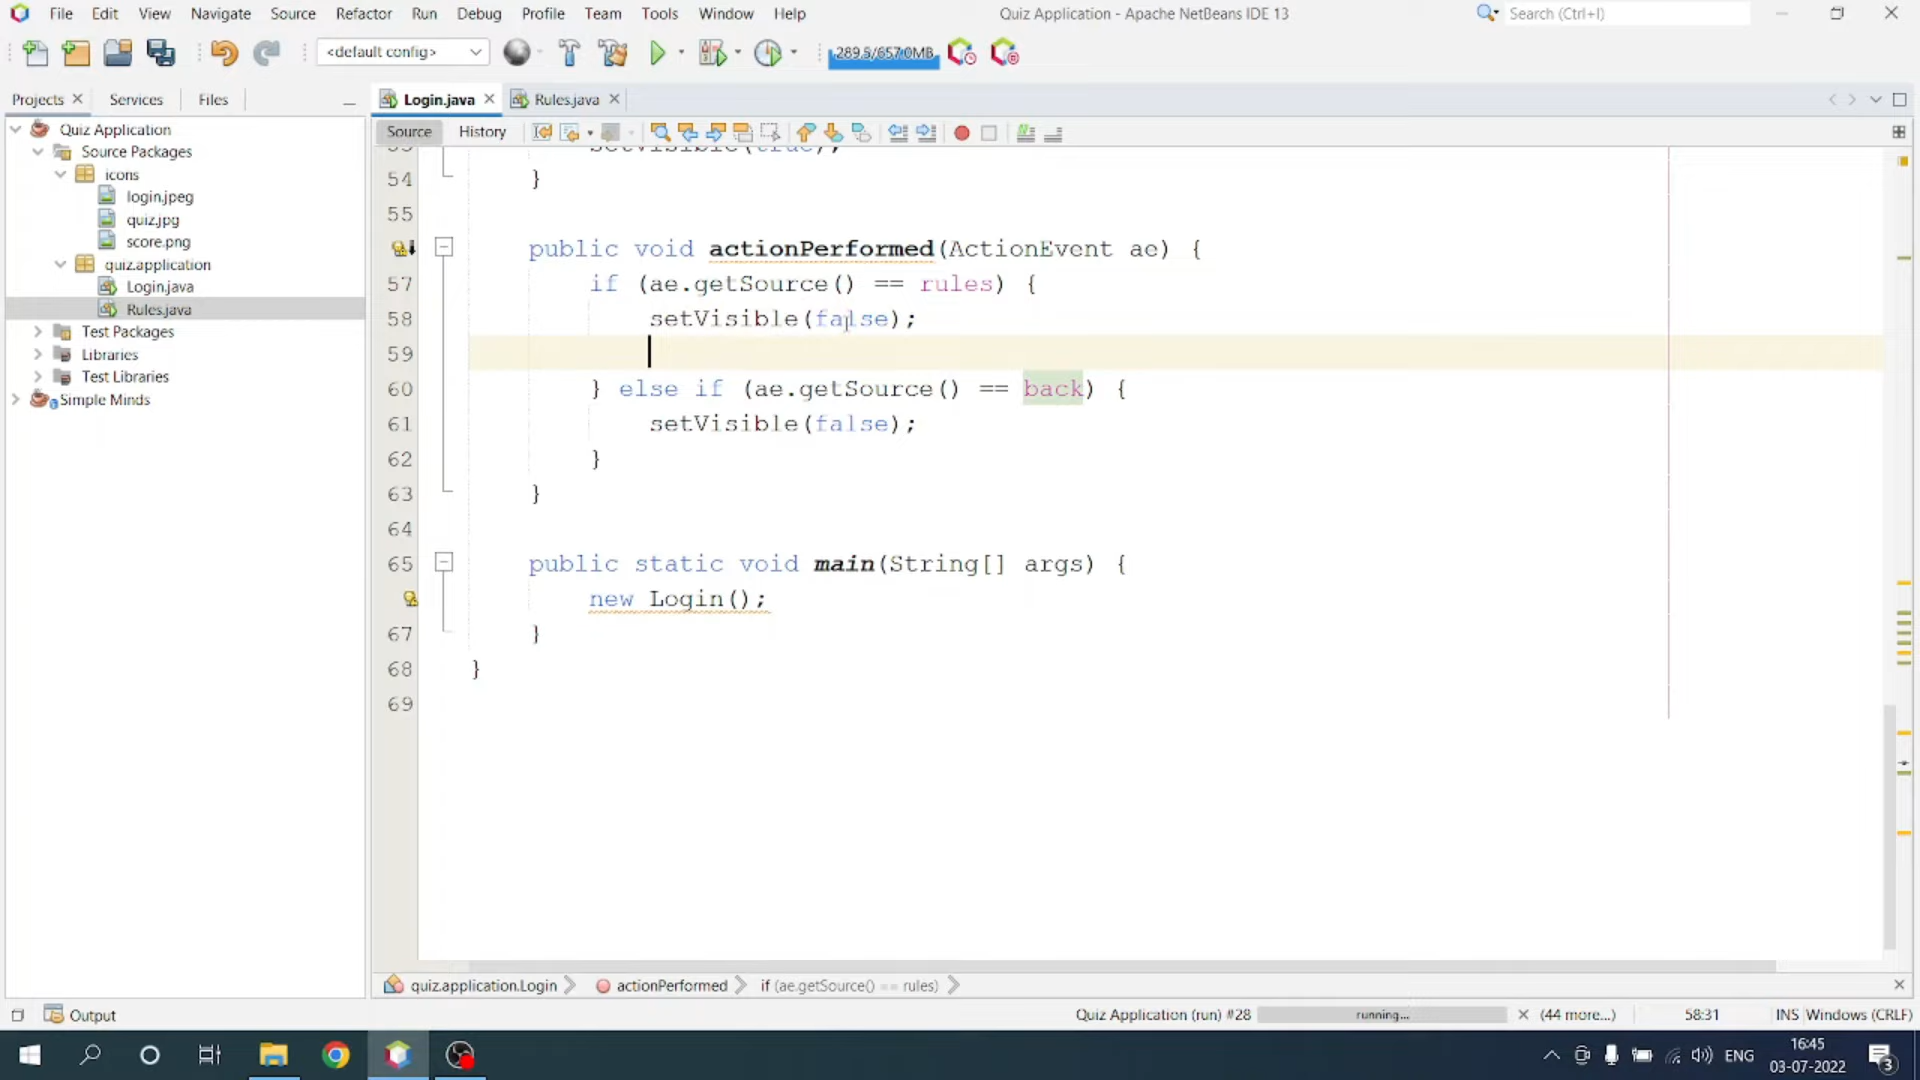 File Edit View Navigate Source Refactor Run Debug Profile Team Tools Window Help
Quiz Application - Apache NetBeans IDE 13
Search (Ctrl+I)
<default config>
289.5/657.0MB
Projects
Services
Files
Login.java
Rules.java
Source
History
Quiz Application
Source Packages
icons
login.jpeg
quiz.jpg
score.png
quiz.application
Login.java
Rules.java
Test Packages
Libraries
Test Libraries
Simple Minds
53 setVisible(true);
54 }
55
public void actionPerformed(ActionEvent ae) {
57 if (ae.getSource() == rules) {
58 setVisible(false);
59
60 } else if (ae.getSource() == back) {
61 setVisible(false);
62 }
63 }
64
65 public static void main(String[] args) {
new Login();
67 }
68 }
69
quiz.application.Login
actionPerformed
if (ae.getSource() == rules)
Output
Quiz Application (run) #28
running...
(44 more...)
58:31
INS
Windows (CRLF)
ENG
16:45
03-07-2022
3